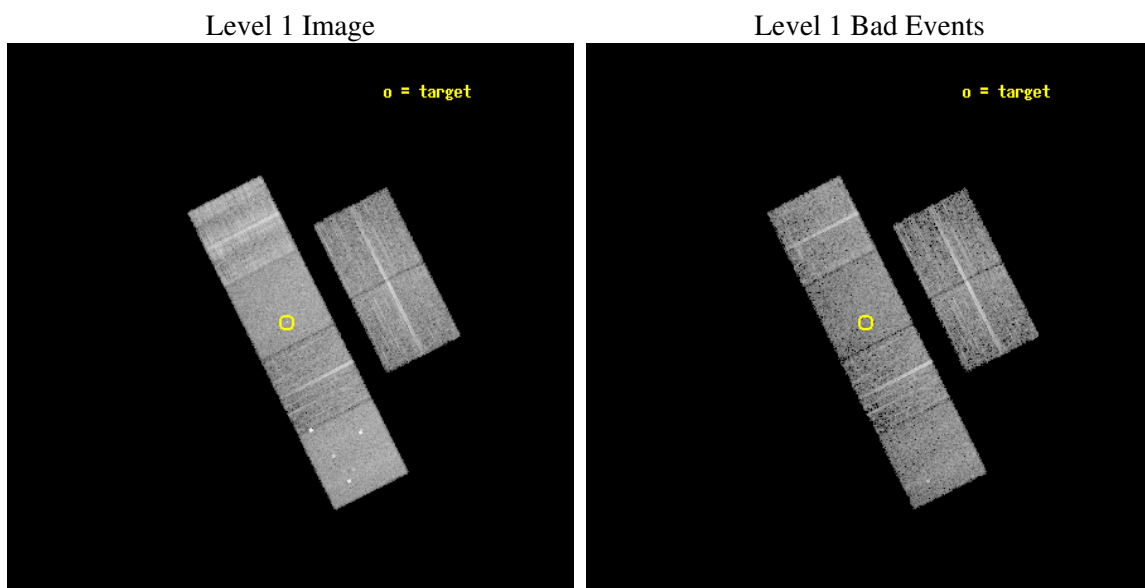 Level 1 Image
Level 1 Bad Events
o = target
o = target